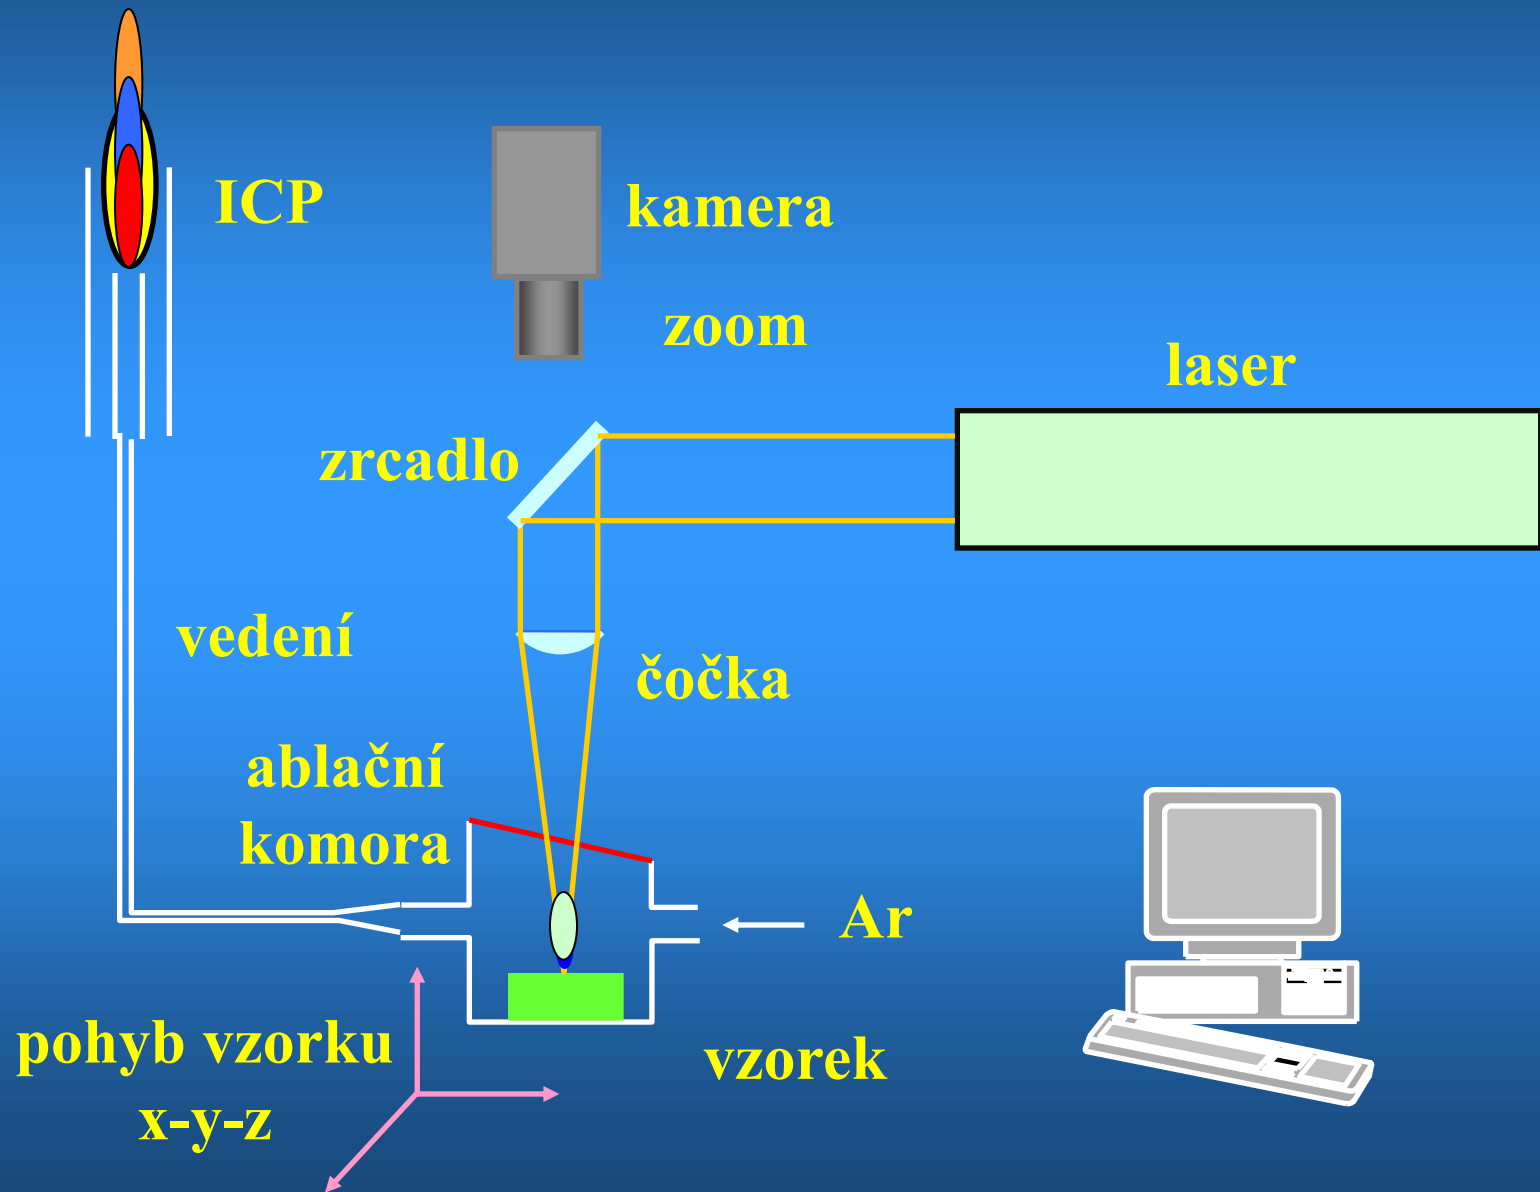 ICP
kamera
zoom
laser
zrcadlo
vedení
čočka
ablační
komora
Ar
pohyb vzorku
x-y-z
vzorek